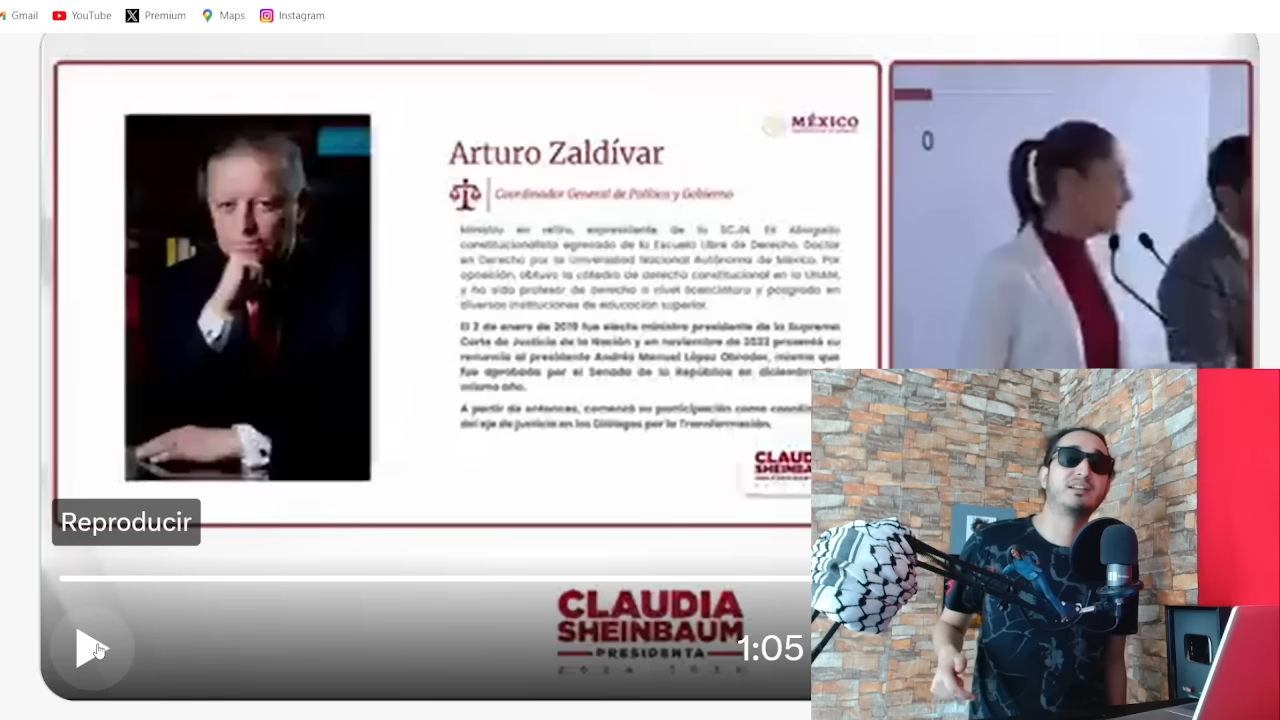 Gmail YouTube Premium Maps Instagram
MÉXICO
Arturo Zaldívar
Coordinador General de Política y Gobierno
Ministro en retiro, expresidente de la SCJN. Es Abogado
constitucionalista egresado de la Escuela Libre de Derecho. Doctor
en Derecho por la Universidad Nacional Autónoma de México. Por
oposición, obtuvo la cátedra de derecho constitucional en la UNAM,
y ha sido profesor de derecho a nivel licenciatura y posgrado en
diversas instituciones de educación superior.
El 2 de enero de 2019 fue electo ministro presidente de la Suprema
Corte de Justicia de la Nación y en noviembre de 2023 presentó su
renuncia al presidente Andrés Manuel López Obrador, misma que
fue aprobada por el Senado de la República en diciembre
mismo año.
A partir de entonces, comenzó su participación como
del eje de justicia en los Diálogos por la Transformación.
Reproducir
CLAUDIA
SHEINBAUM
PRESIDENTA
1:05